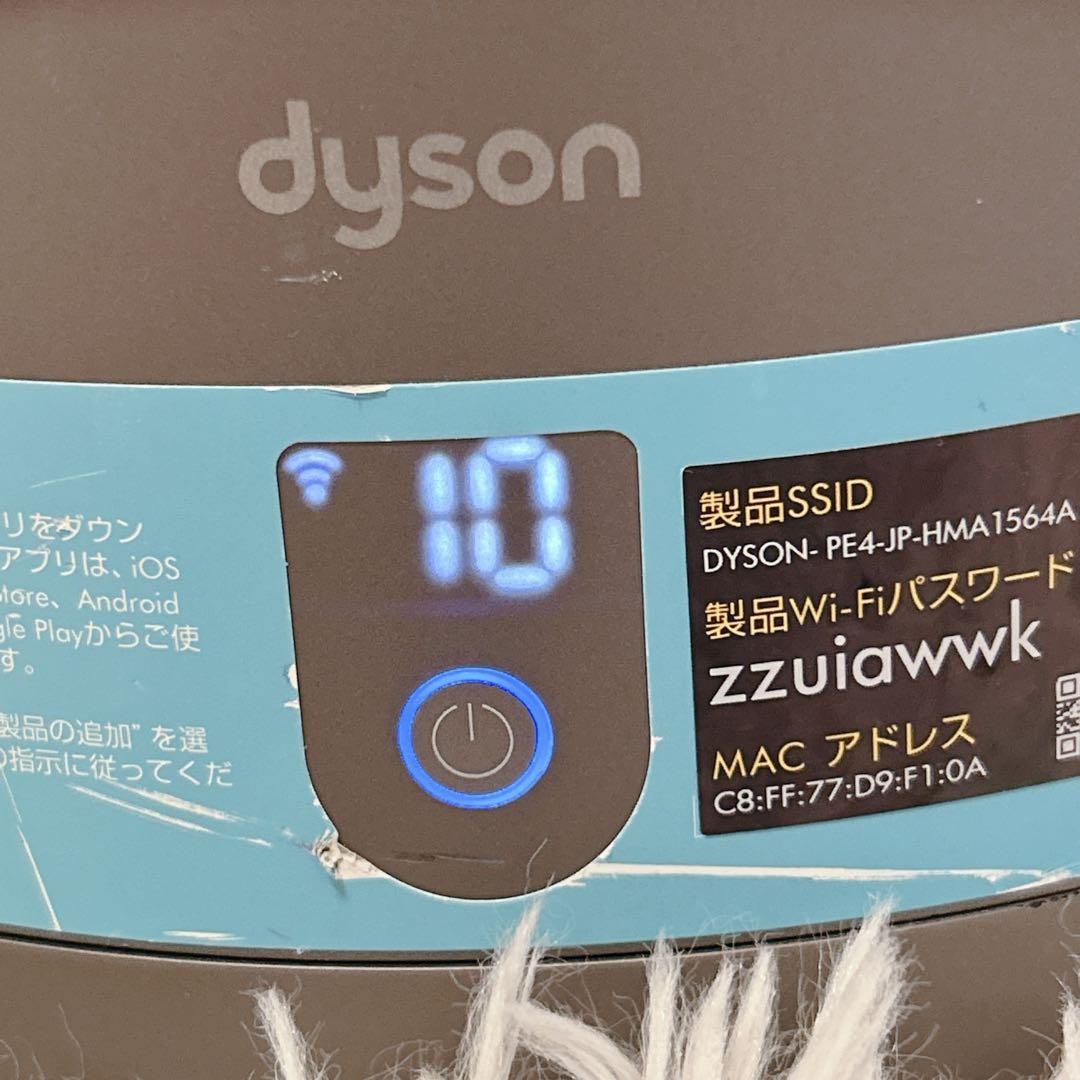 dyson
10
リをダウン
アプリは、iOS
Store、Android
gle Playからご使
す。
製品の追加”を選
の指示に従ってくだ
製品SSID
DYSON- PE4-JP-HMA1564A
製品Wi-Fiパスワード
zzuiawwk
MAC アドレス
C8:FF:77:D9:F1:0A